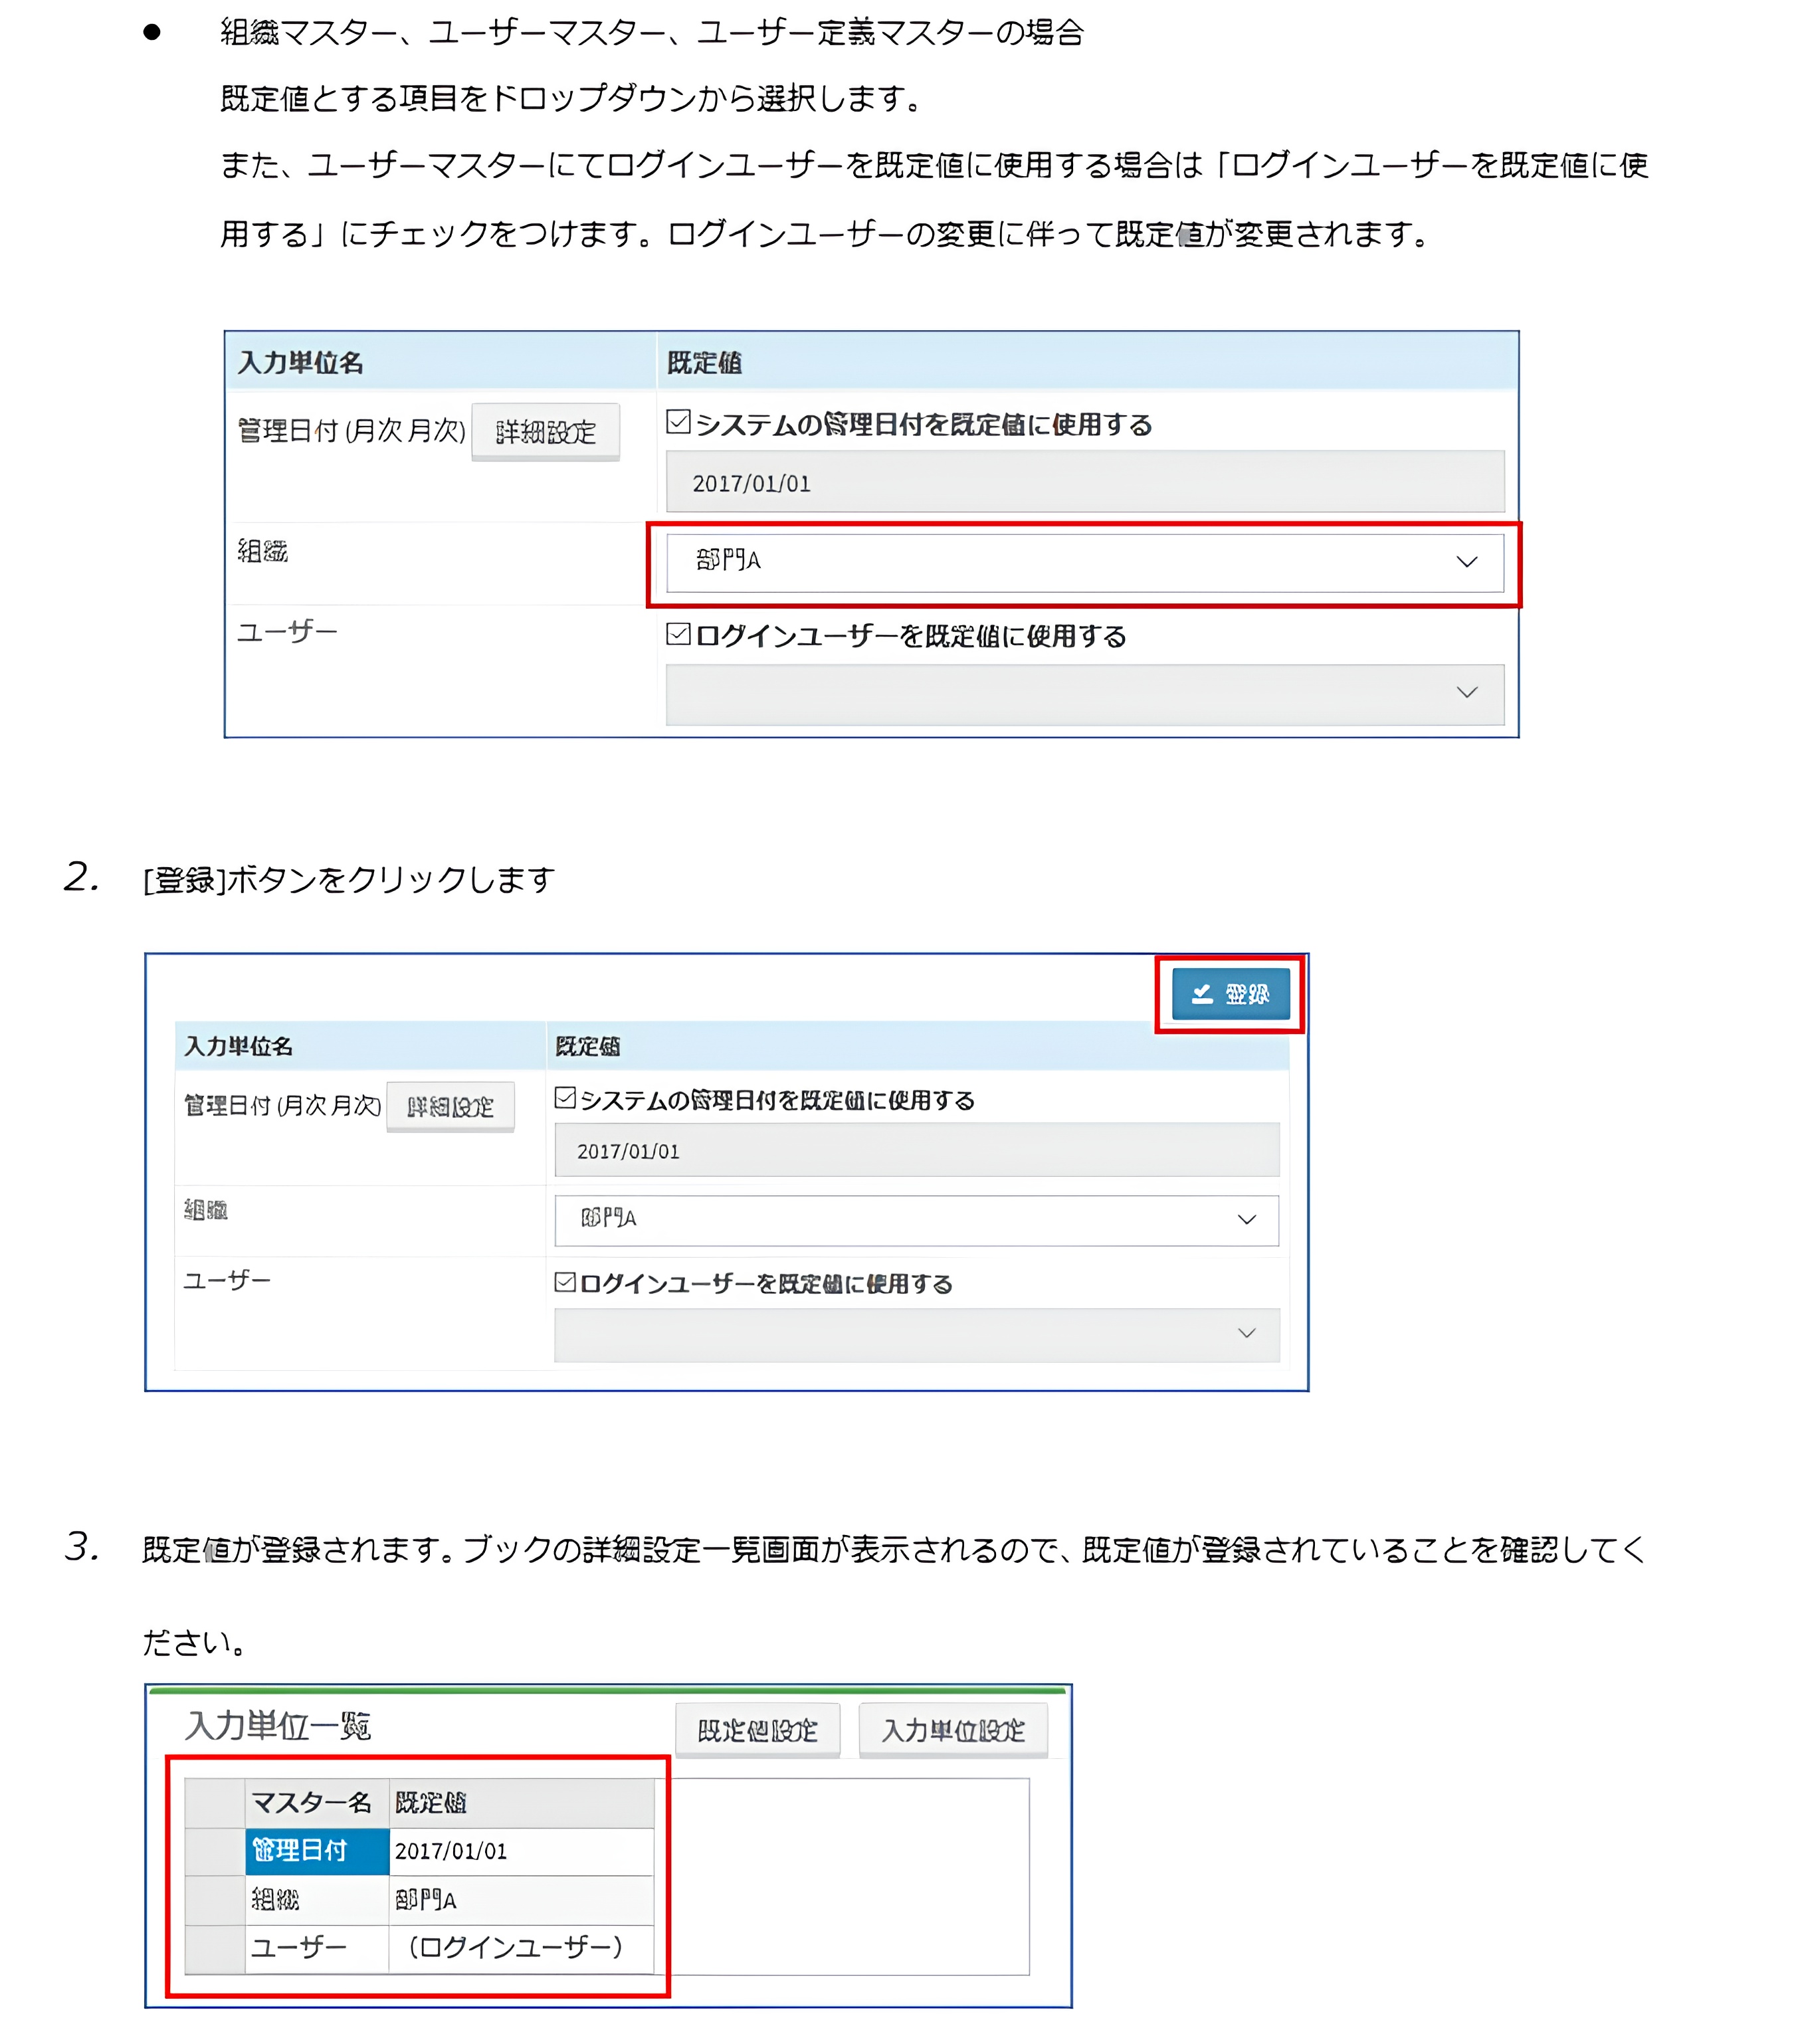 ● 組織マスター、ユーザーマスター、ユーザー定義マスターの場合
既定値とする項目をドロップダウンから選択します。
また、ユーザーマスターにてログインユーザーを既定値に使用する場合は「ログインユーザーを既定値に使
用する」にチェックをつけます。ログインユーザーの変更に伴って既定値が変更されます。
入力単位名 既定値
管理日付 (月次 月次) 詳細設定 システムの管理日付を既定値に使用する
2017/01/01
組織 部門A
ユーザー ログインユーザーを既定値に使用する
2. [登録]ボタンをクリックします
登録
入力単位名 既定値
管理日付 (月次 月次) 詳細設定 システムの管理日付を既定値に使用する
2017/01/01
組織 部門A
ユーザー ログインユーザーを既定値に使用する
3. 既定値が登録されます。ブックの詳細設定一覧画面が表示されるので、既定値が登録されていることを確認してく
ださい。
入力単位一覧 既定値設定 入力単位設定
マスター名 既定値
管理日付 2017/01/01
組織 部門A
ユーザー （ログインユーザー）